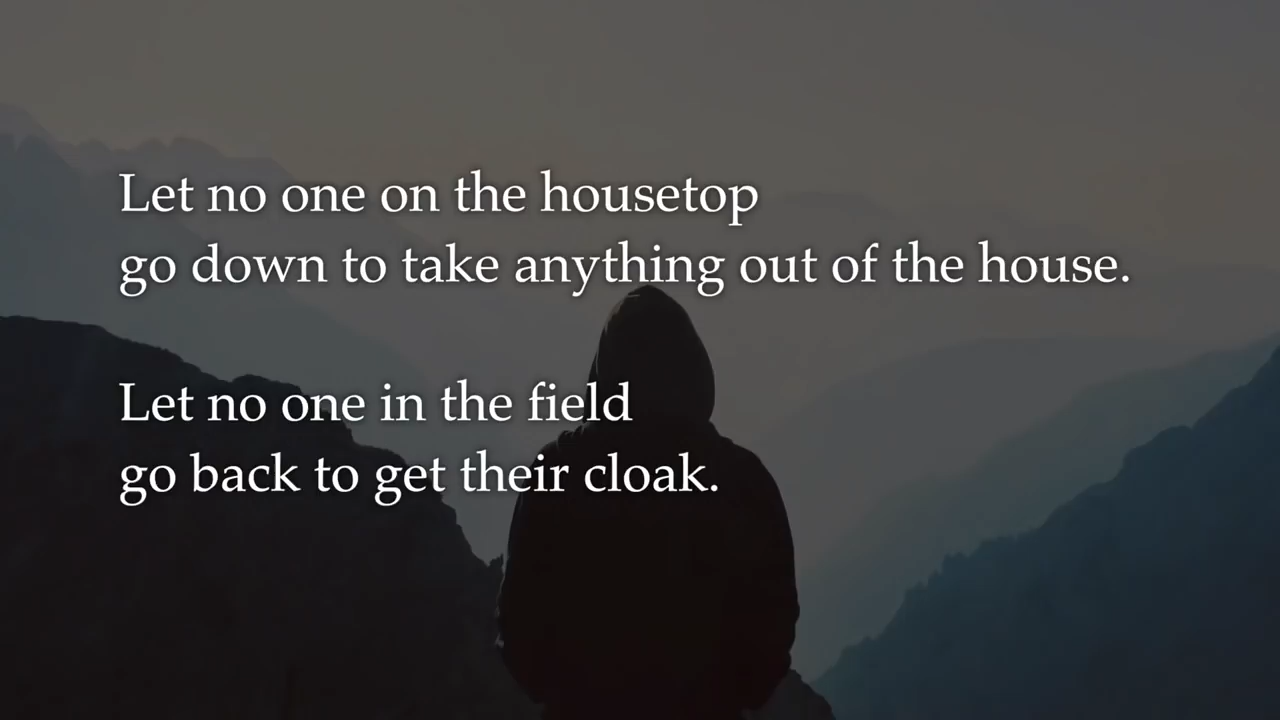 Let no one on the housetop
go down to take anything out of the house.
Let no one in the field
go back to get their cloak.